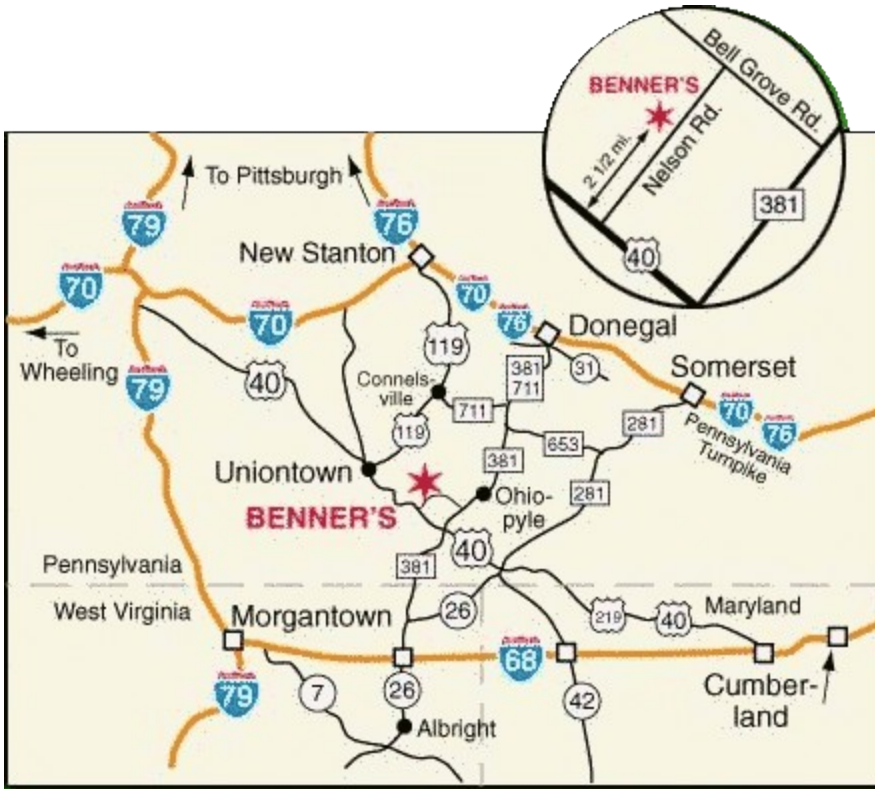 Bell Grove Rd.
BENNER'S
2 1/2 mi.
Nelson Rd.
381
40
To Pittsburgh
79
76
New Stanton
70
70
70
76
Donegal
To
Wheeling
119
31
Somerset
79
40
Connels-
ville
381
711
711
70
76
Pennsylvania
Turnpike
119
281
653
Uniontown
381
281
BENNER'S
Ohio-
pyle
40
Pennsylvania
381
West Virginia
Morgantown
26
219
40
Maryland
68
79
7
26
42
Cumber-
land
Albright